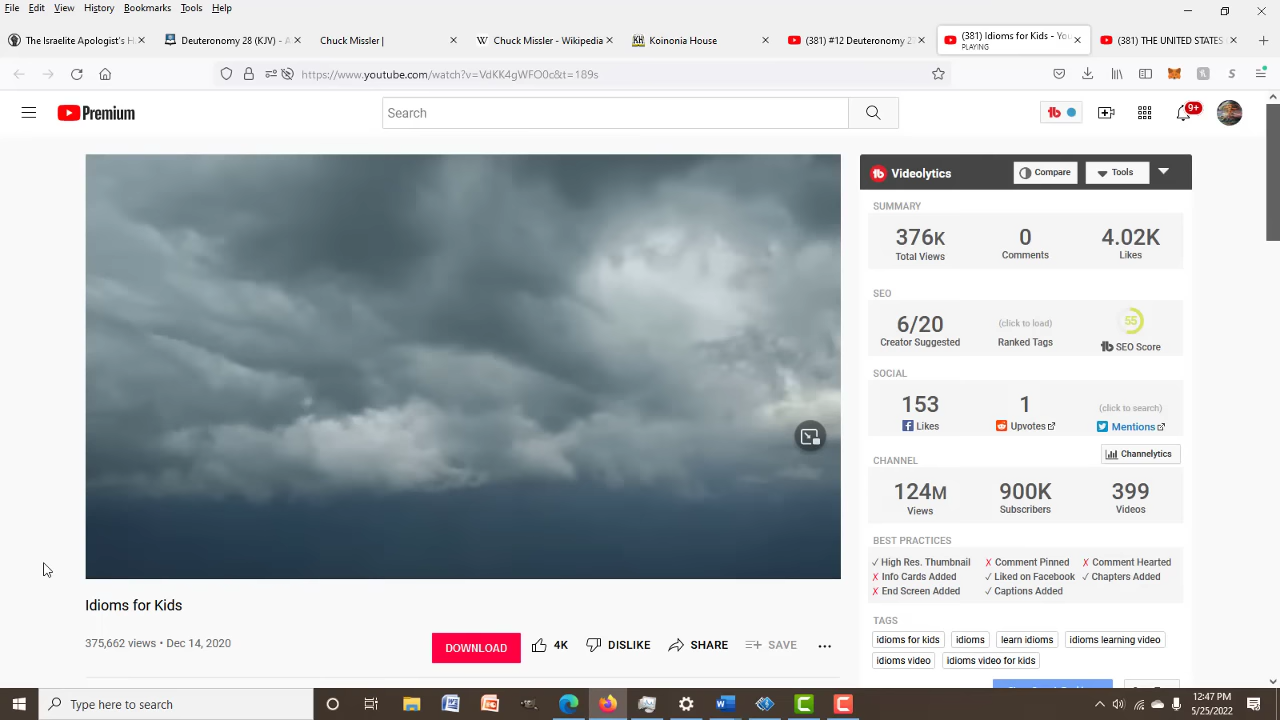 File Edit View History Bookmarks Tools Help
The Israelite Apologist's H
Deuteronomy 28 (KJV) - A
Chuck Missler |
Chuck Missler - Wikipedia
Koinonia House
(381) #12 Deuteronomy 2
(381) Idioms for Kids - You
PLAYING
(381) THE UNITED STATES
https://www.youtube.com/watch?v=VdKK4gWFO0c&t=189s
Premium
Search
9+
Videolytics
Compare
Tools
SUMMARY
376K 0 4.02K
Total Views Comments Likes
SEO
6/20 (click to load) 55
Creator Suggested Ranked Tags SEO Score
SOCIAL
153 1 (click to search)
Likes Upvotes Mentions
CHANNEL
Channelytics
124M 900K 399
Views Subscribers Videos
BEST PRACTICES
✓ High Res. Thumbnail ✗ Comment Pinned ✗ Comment Hearted
✗ Info Cards Added ✓ Liked on Facebook ✓ Chapters Added
✗ End Screen Added ✓ Captions Added
TAGS
idioms for kids idioms learn idioms idioms learning video
idioms video idioms video for kids
Idioms for Kids
375,662 views • Dec 14, 2020
DOWNLOAD
4K
DISLIKE
SHARE
SAVE
Type here to search
12:47 PM
5/25/2022